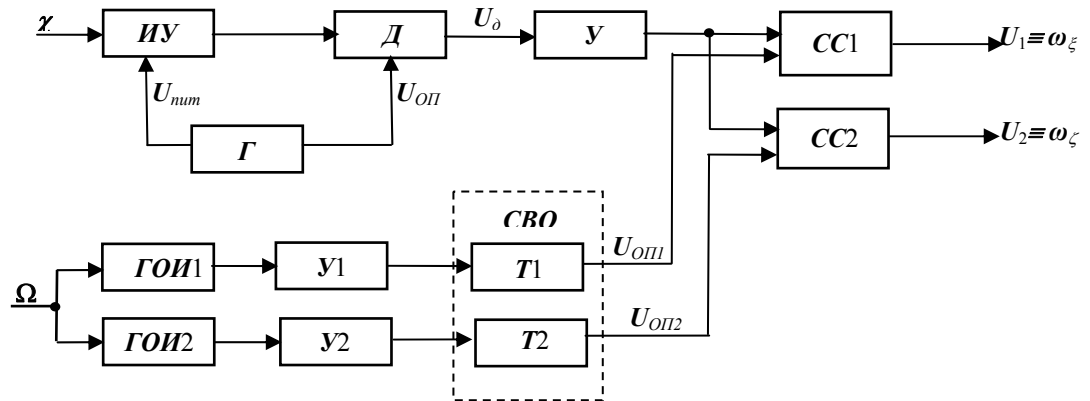 χ
ИУ
Д
U_д
У
СС1
U_1≡ω_ξ
U_пит
U_ОП
Г
СС2
U_2≡ω_ζ
СВО
U_ОП1
ГОИ1
У1
Т1
Ω
U_ОП2
ГОИ2
У2
Т2